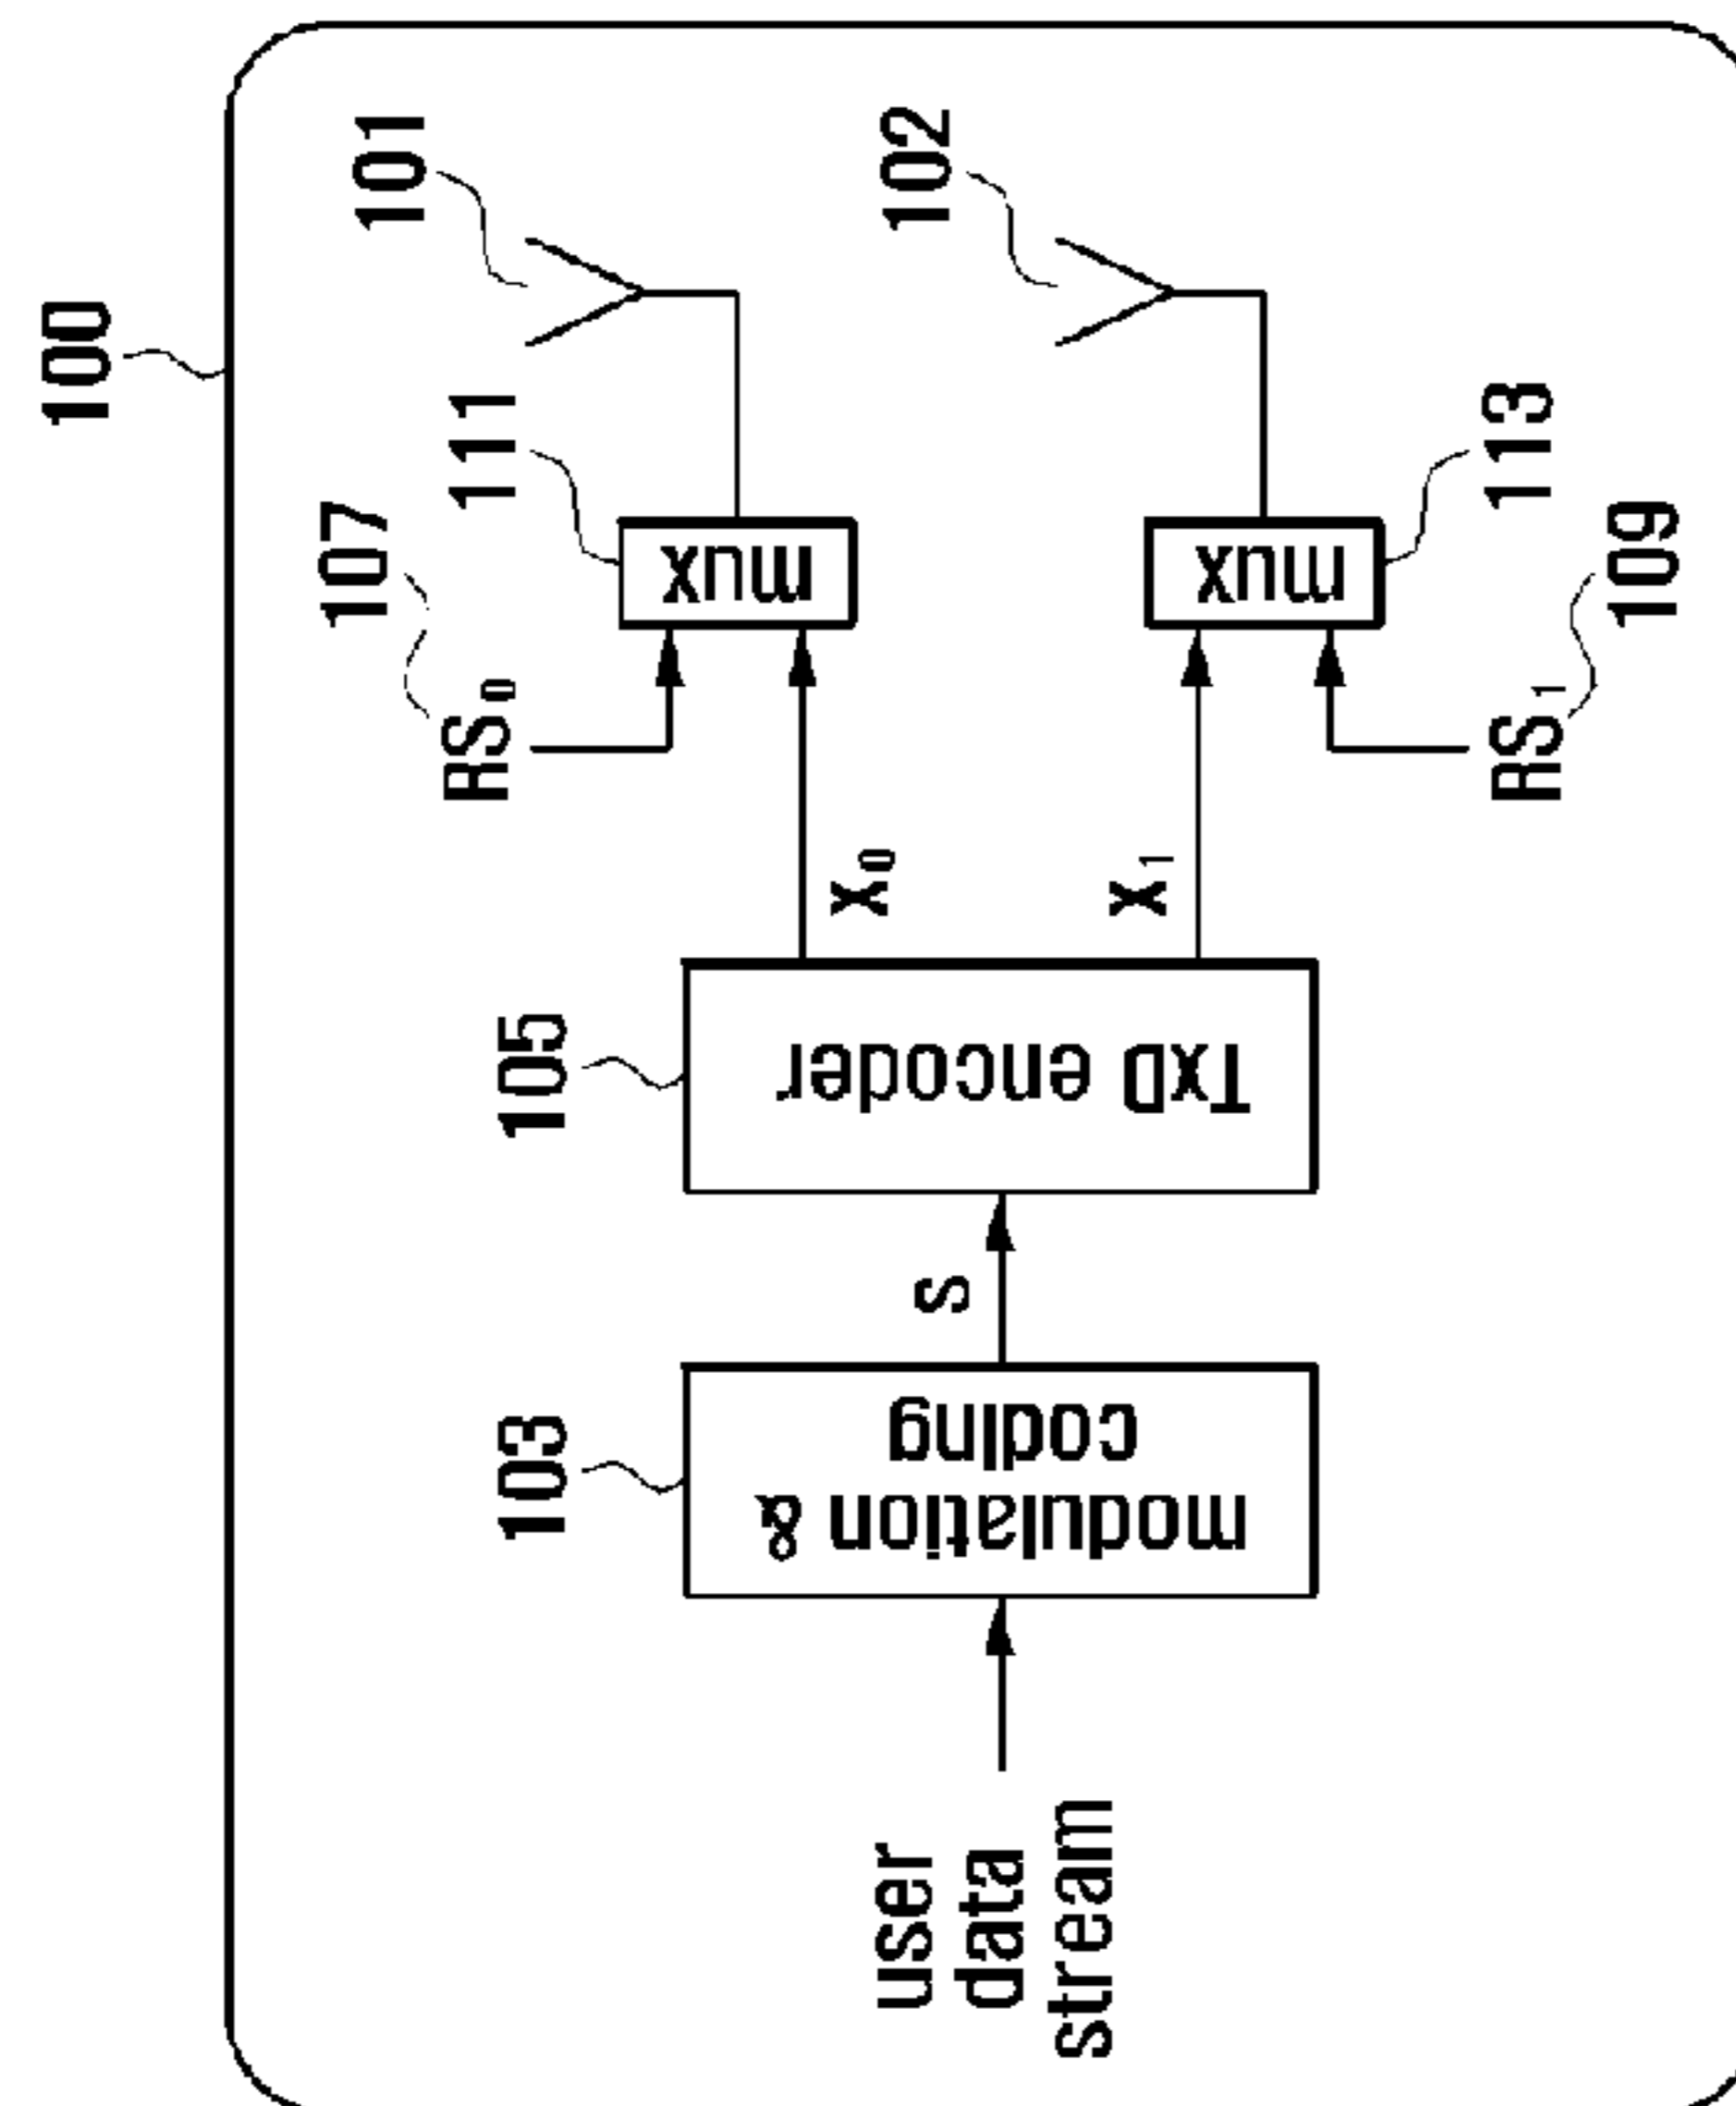 100
101
107
111
RS0
mux
105
X0
103
user
data
stream
modulation &
coding
S
TxD encoder
X1
102
mux
113
RS1
109